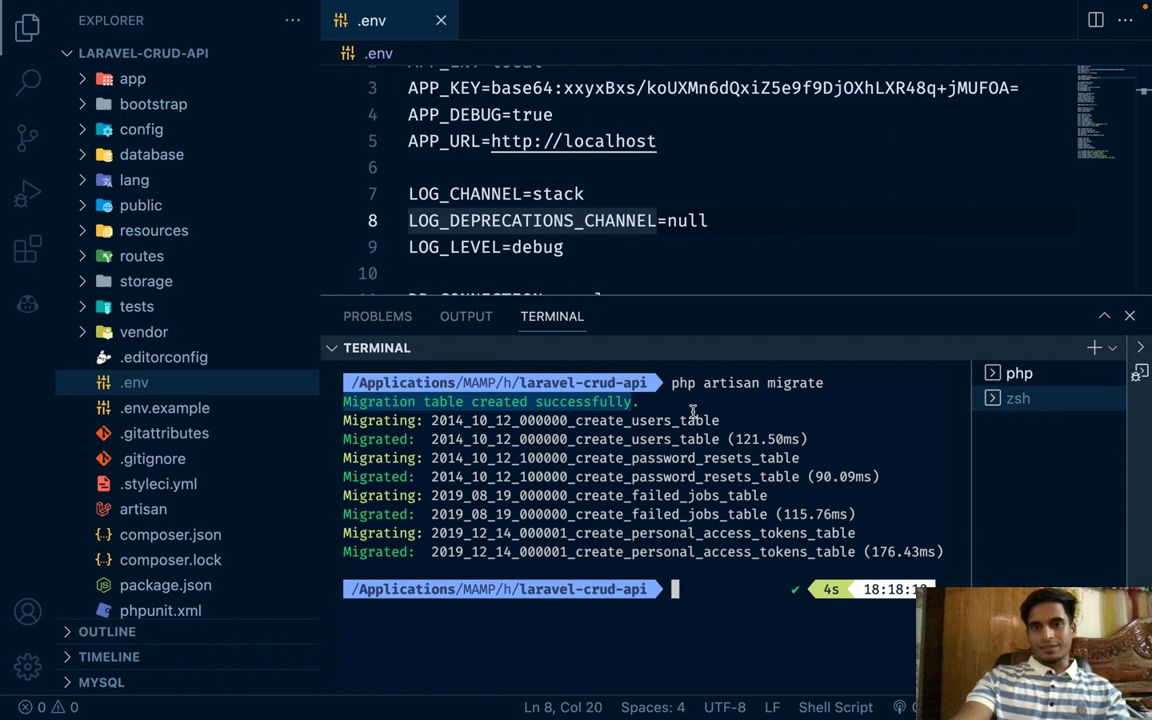 EXPLORER
LARAVEL-CRUD-API
app
bootstrap
config
database
lang
public
resources
routes
storage
tests
vendor
.editorconfig
.env
.env.example
.gitattributes
.gitignore
.styleci.yml
artisan
composer.json
composer.lock
package.json
phpunit.xml
OUTLINE
TIMELINE
MYSQL
.env
.env
3 APP_KEY=base64:xxyxBxs/koUXMn6dQxiZ5e9f9DjOXhLXR48q+jMUFOA=
4 APP_DEBUG=true
5 APP_URL=http://localhost
6
7 LOG_CHANNEL=stack
8 LOG_DEPRECATIONS_CHANNEL=null
9 LOG_LEVEL=debug
10
PROBLEMS OUTPUT TERMINAL
TERMINAL
/Applications/MAMP/h/laravel-crud-api php artisan migrate
Migration table created successfully.
Migrating: 2014_10_12_000000_create_users_table
Migrated: 2014_10_12_000000_create_users_table (121.50ms)
Migrating: 2014_10_12_100000_create_password_resets_table
Migrated: 2014_10_12_100000_create_password_resets_table (90.09ms)
Migrating: 2019_08_19_000000_create_failed_jobs_table
Migrated: 2019_08_19_000000_create_failed_jobs_table (115.76ms)
Migrating: 2019_12_14_000001_create_personal_access_tokens_table
Migrated: 2019_12_14_000001_create_personal_access_tokens_table (176.43ms)
/Applications/MAMP/h/laravel-crud-api 4s
php
zsh
0 0
Ln 8, Col 20 Spaces: 4 UTF-8 LF Shell Script